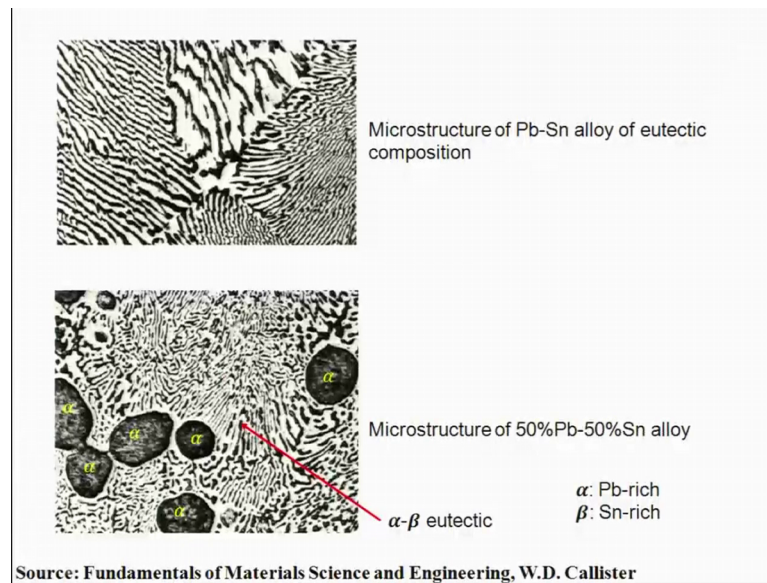 Microstructure of Pb-Sn alloy of eutectic
composition
α
α
α
α
α
α
Microstructure of 50%Pb-50%Sn alloy
α: Pb-rich
β: Sn-rich
α-β eutectic
Source: Fundamentals of Materials Science and Engineering, W.D. Callister